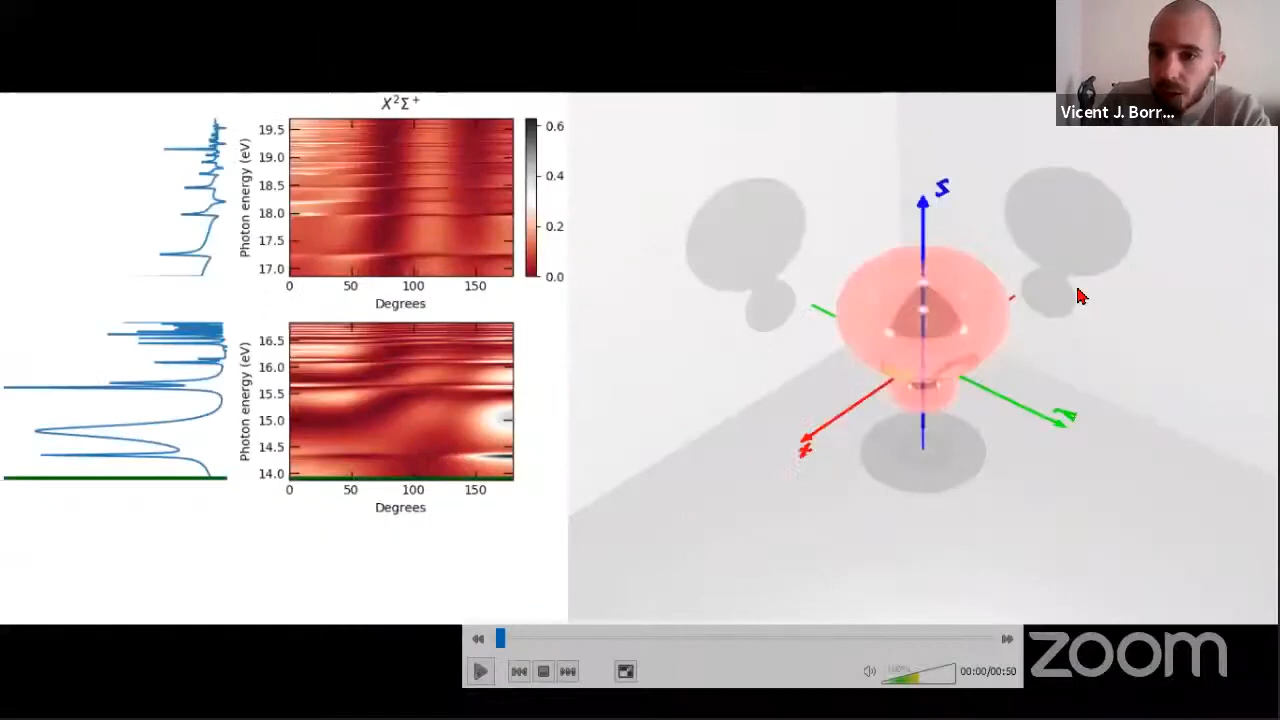 Vicent J. Borr...
X²Σ⁺
Photon energy (eV)
19.5
19.0
18.5
18.0
17.5
17.0
0 50 100 150
Degrees
0.6
0.4
0.2
0.0
Photon energy (eV)
16.5
16.0
15.5
15.0
14.5
14.0
0 50 100 150
Degrees
z
x
y
100%
00:00/00:50
zoom